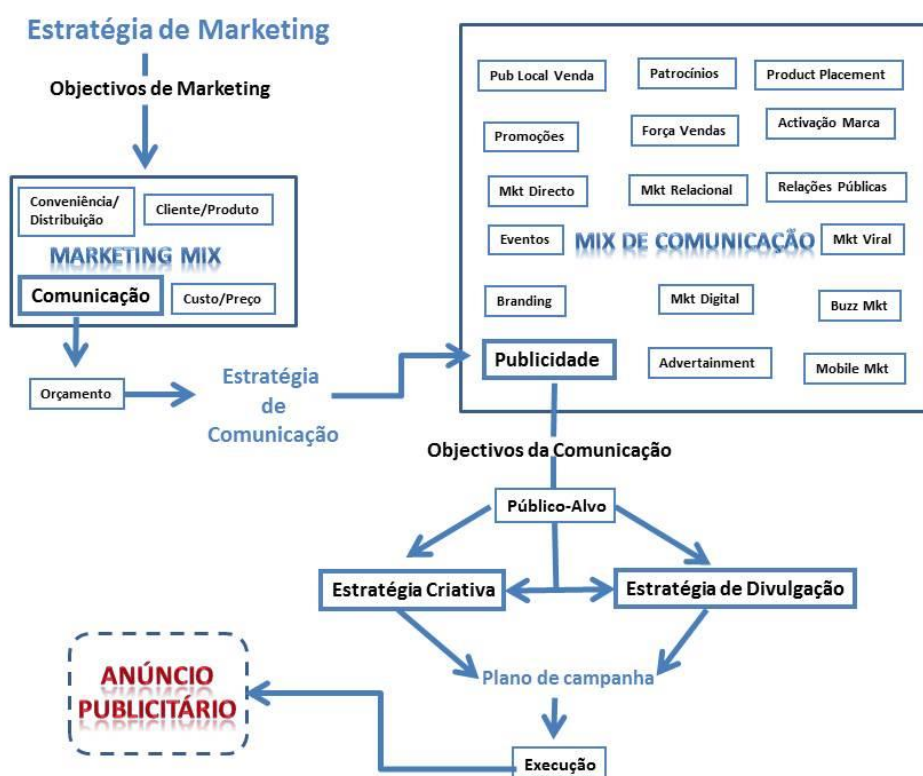 Estratégia de Marketing
Objectivos de Marketing
Conveniência/
Distribuição
Cliente/Produto
MARKETING MIX
Comunicação
Custo/Preço
Orçamento
Estratégia
de
Comunicação
Pub Local Venda
Patrocínios
Product Placement
Promoções
Força Vendas
Activação Marca
Mkt Directo
Mkt Relacional
Relações Públicas
Eventos
MIX DE COMUNICAÇÃO
Mkt Viral
Branding
Mkt Digital
Buzz Mkt
Publicidade
Advertainment
Mobile Mkt
Objectivos da Comunicação
Público-Alvo
Estratégia Criativa
Estratégia de Divulgação
Plano de campanha
Execução
ANÚNCIO
PUBLICITÁRIO